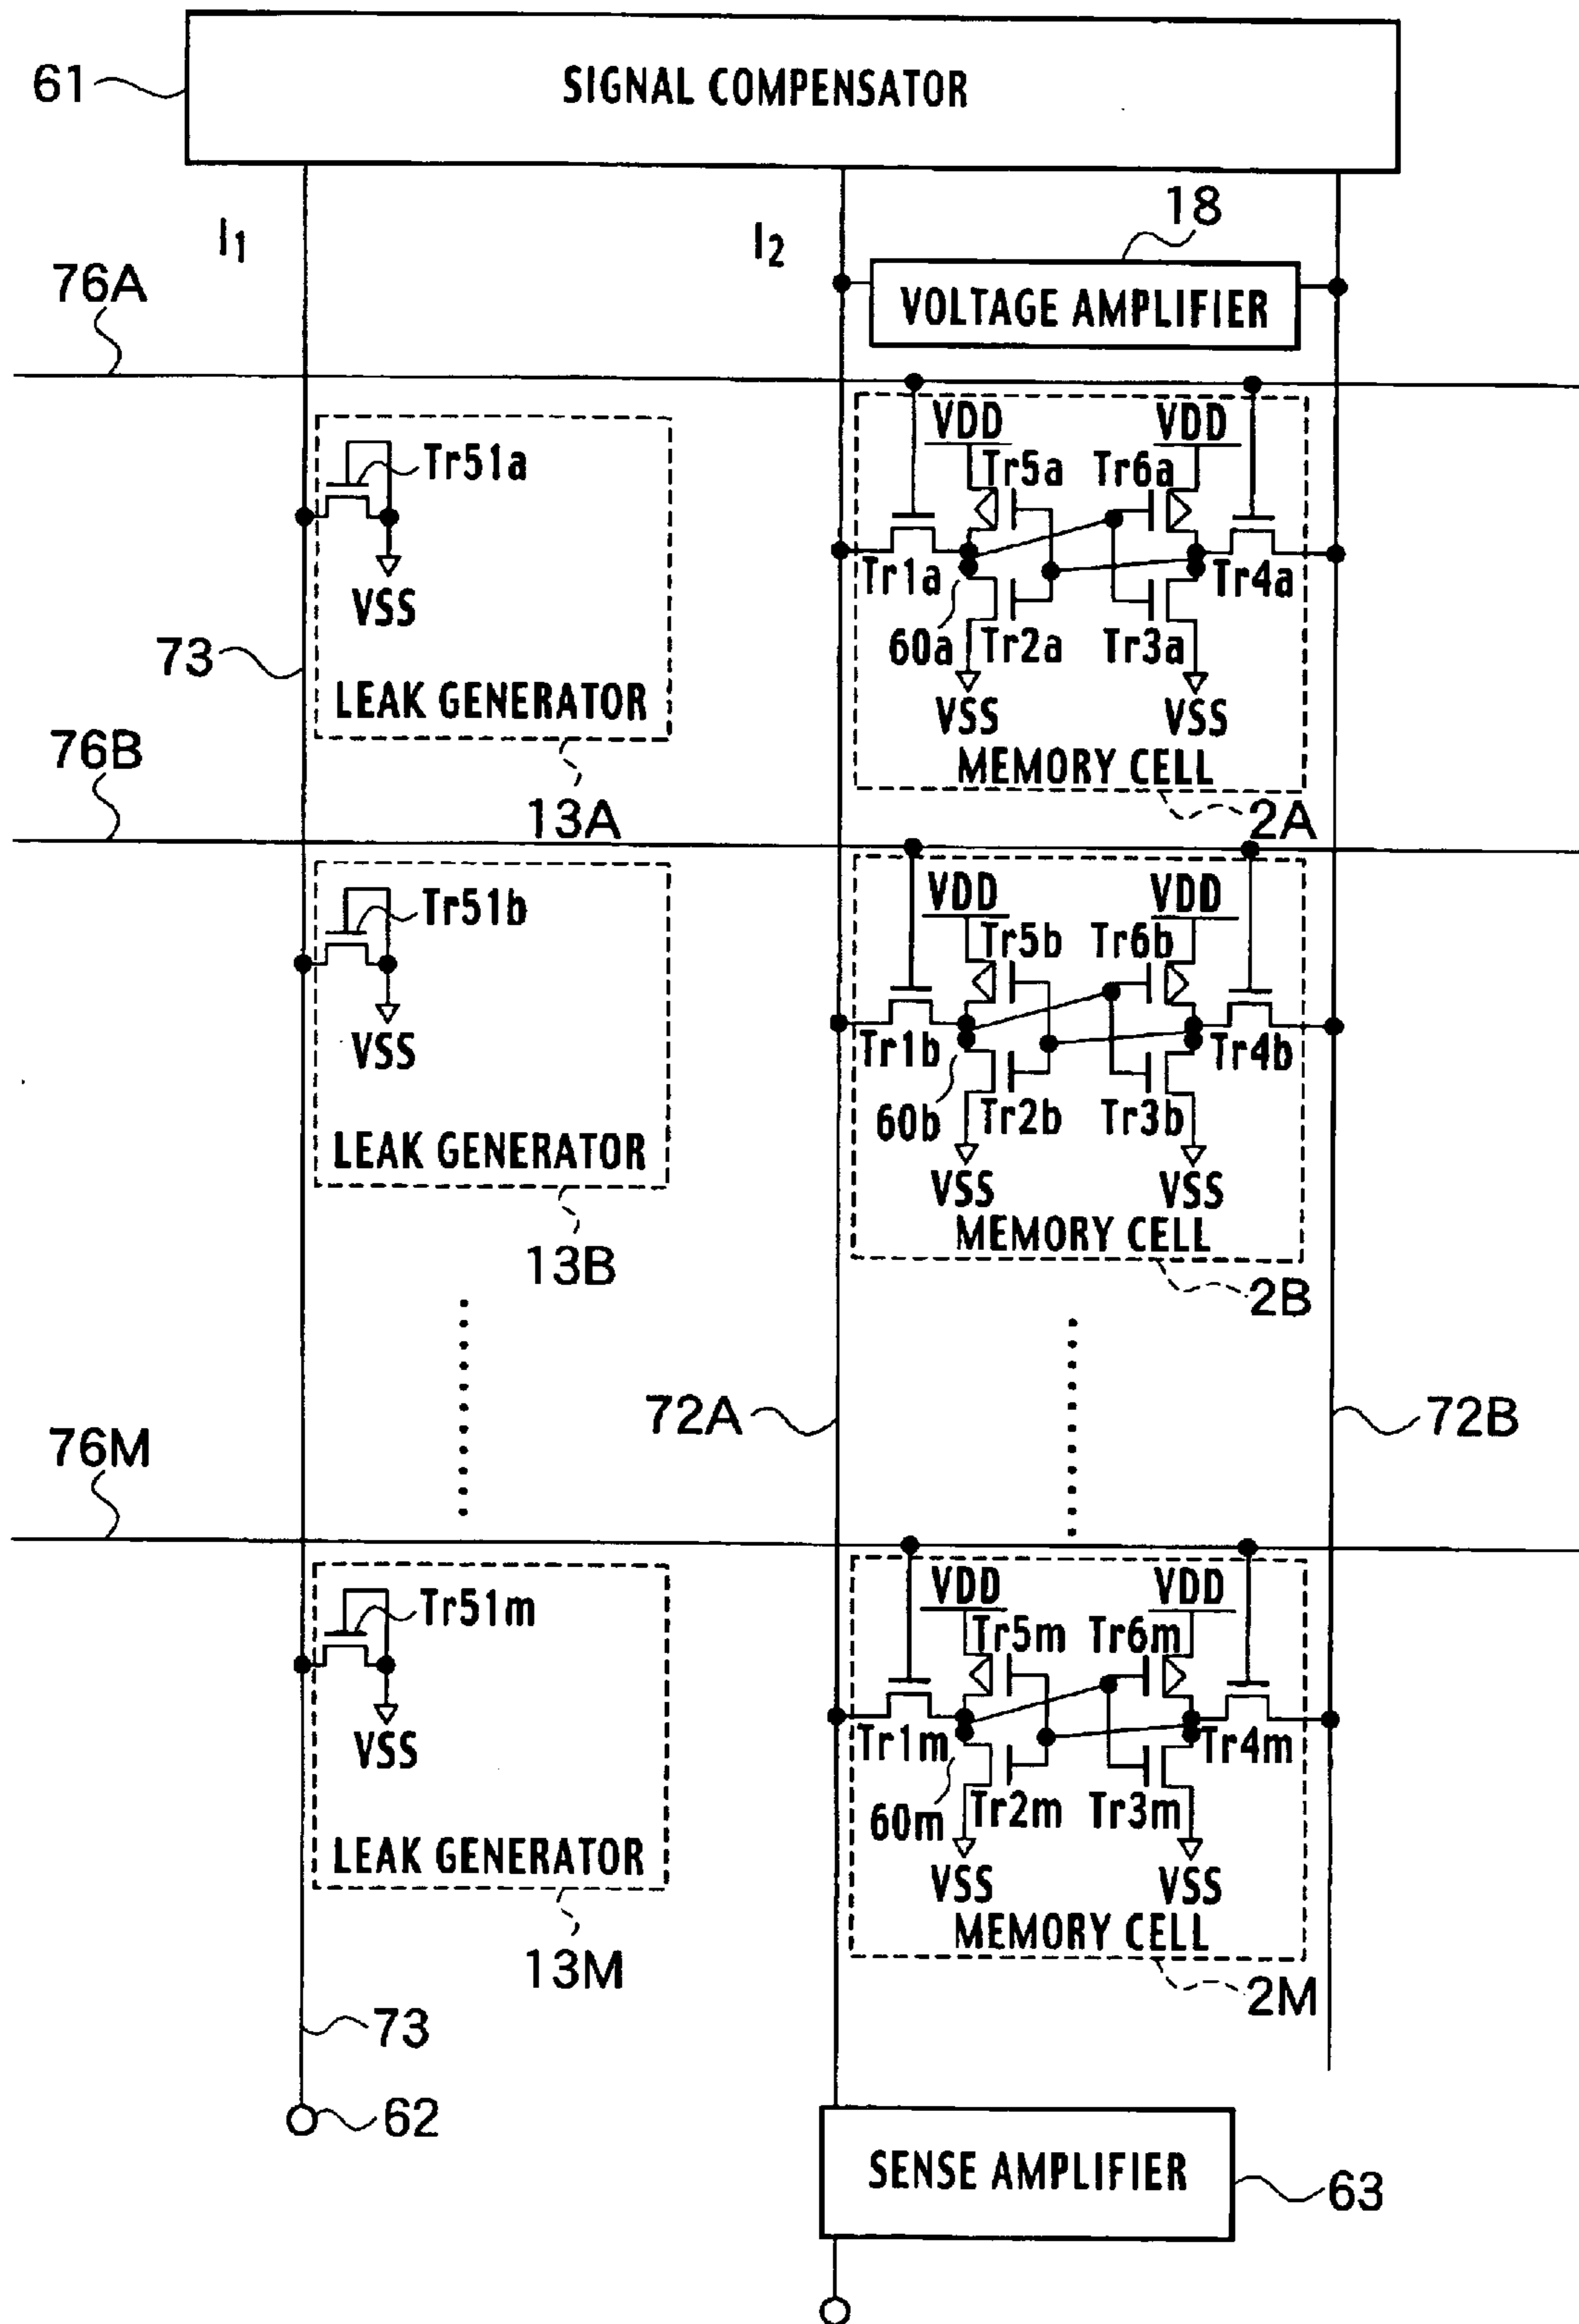 61
SIGNAL COMPENSATOR
I1
I2
18
76A
VOLTAGE AMPLIFIER
VDD
VDD
Tr51a
Tr5a
Tr6a
Tr1a
Tr4a
VSS
73
60a
Tr2a
Tr3a
LEAK GENERATOR
VSS
VSS
76B
MEMORY CELL
13A
2A
Tr51b
VDD
VDD
Tr5b
Tr6b
VSS
Tr1b
Tr4b
60b
Tr2b
Tr3b
LEAK GENERATOR
VSS
VSS
MEMORY CELL
13B
2B
72A
72B
76M
Tr51m
VDD
VDD
Tr5m
Tr6m
VSS
Tr1m
Tr4m
60m
Tr2m
Tr3m
LEAK GENERATOR
VSS
VSS
MEMORY CELL
13M
2M
73
62
SENSE AMPLIFIER
63